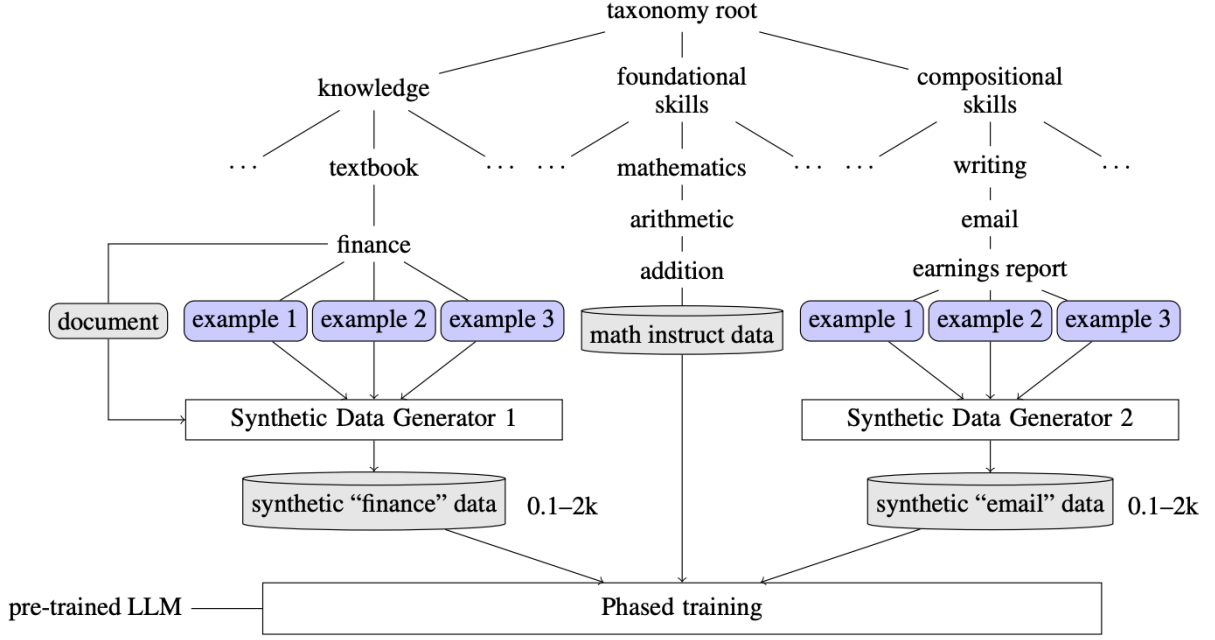 taxonomy root
knowledge
foundational
skills
compositional
skills
... textbook ...
... mathematics ...
... writing ...
arithmetic
email
finance
addition
earnings report
document
example 1
example 2
example 3
math instruct data
example 1
example 2
example 3
Synthetic Data Generator 1
Synthetic Data Generator 2
synthetic “finance” data
0.1–2k
synthetic “email” data
0.1–2k
pre-trained LLM
Phased training